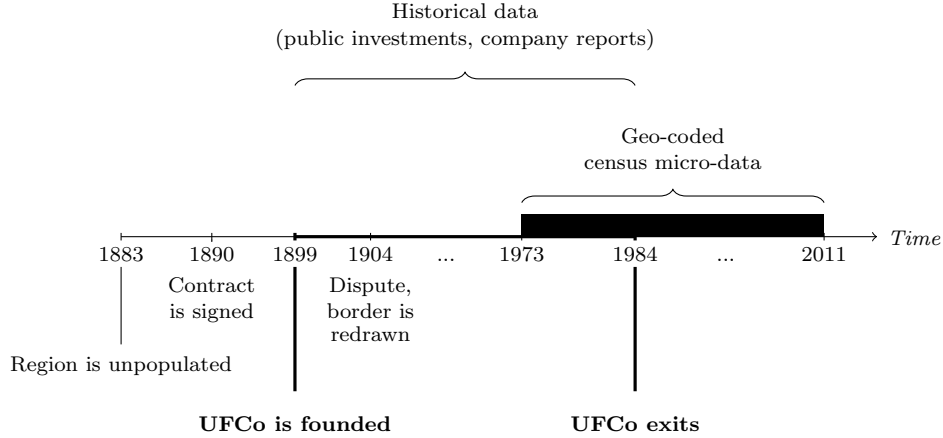 Historical data
(public investments, company reports)
Geo-coded
census micro-data
Time
1883 1890 1899 1904 ... 1973 1984 ... 2011
Contract
is signed
Dispute,
border is
redrawn
Region is unpopulated
UFCo is founded
UFCo exits